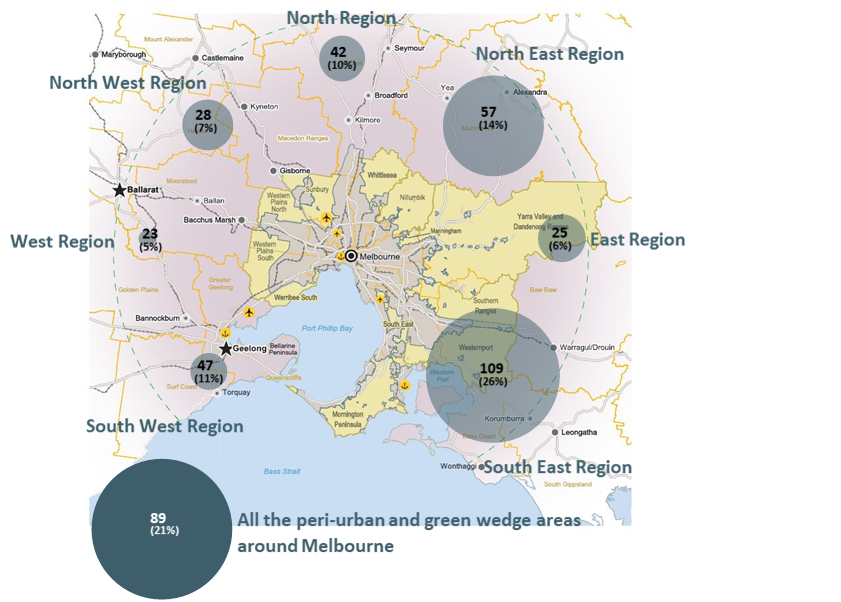 North Region
Mount Alexander
42
(10%)
Seymour
Maryborough
Castlemaine
North East Region
North West Region
Yea
Alexandra
Broadford
28
(7%)
Kyneton
57
(14%)
Kilmore
Macedon Ranges
Gisborne
Whittlesea
Moorabool
Sunbury
Ballarat
Western
Plains
North
Nillumbik
Ballan
Bacchus Marsh
Yarra Valley and
Dandenong
Manningham
23
(5%)
25
(6%)
West Region
East Region
Western
Plains
South
Melbourne
Golden Plains
Greater
Geelong
Baw Baw
Werribee South
Southern
Ranges
Bannockburn
Port Phillip Bay
South East
Geelong
Bellarine
Peninsula
Westernport
Warragul/Drouin
47
(11%)
109
(26%)
Western
Port
Queenscliffe
Surf Coast
Torquay
Mornington
Peninsula
Korumburra
South West Region
Bass Coast
Leongatha
Wonthaggi
South East Region
Bass Strait
South Gippsland
89
(21%)
All the peri-urban and green wedge areas
around Melbourne